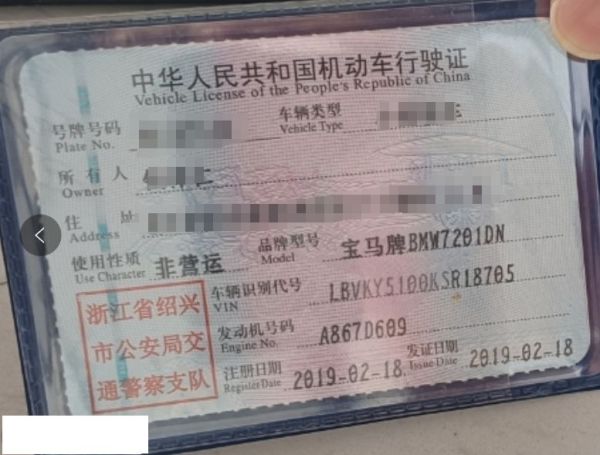 中华人民共和国机动车行驶证
Vehicle License of the People's Republic of China
号牌号码
Plate No.
车辆类型
Vehicle Type
所有人
Owner
住址
Address
使用性质 非营运
Use Character
品牌型号 宝马牌BMW7201DN
Model
车辆识别代号 LBVKY5100KSR18705
VIN
发动机号码 A867D609
Engine No.
注册日期 2019-02-18
Register Date
发证日期 2019-02-18
Issue Date
浙江省绍兴
市公安局交
通警察支队